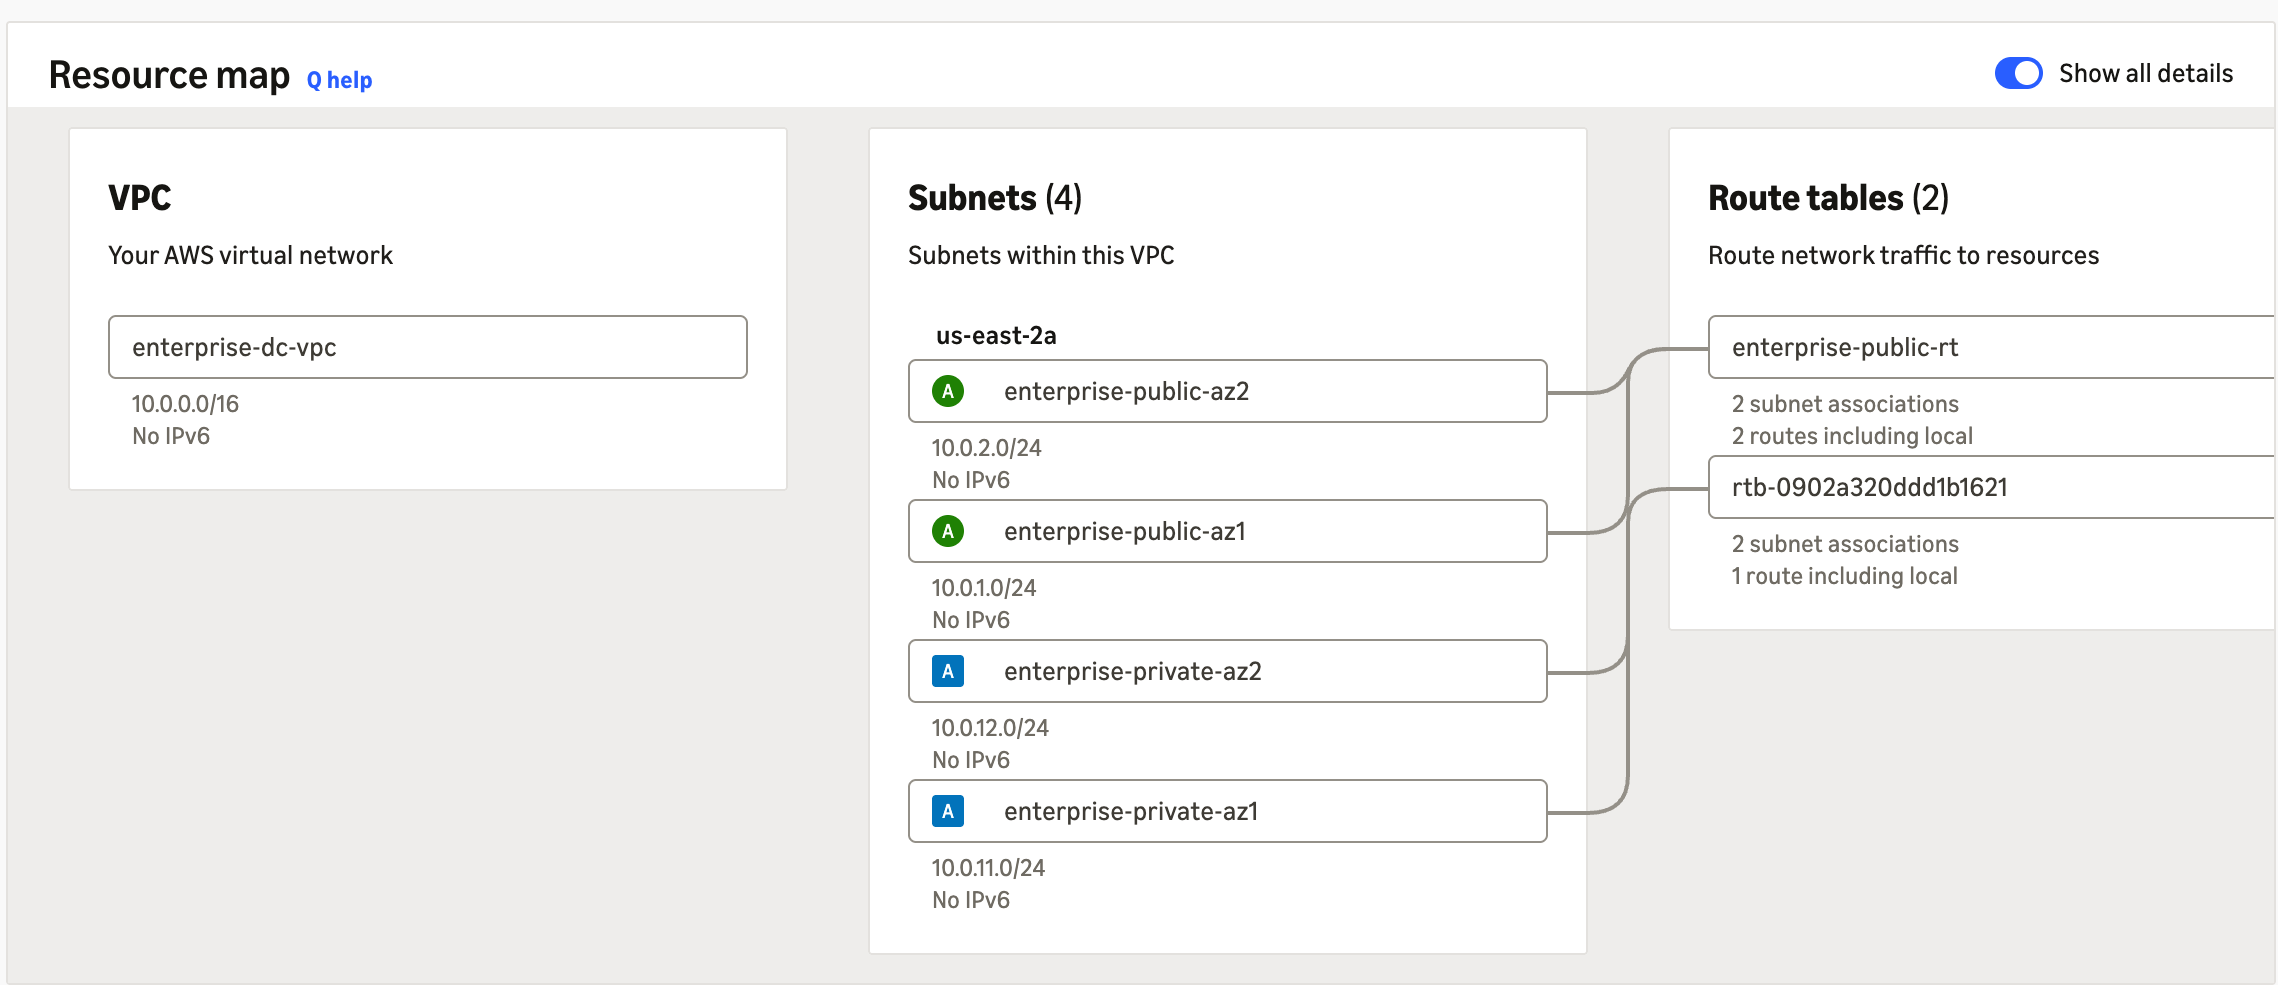 Resource map Q help
Show all details
VPC
Your AWS virtual network
enterprise-dc-vpc
10.0.0.0/16
No IPv6
Subnets (4)
Subnets within this VPC
us-east-2a
A enterprise-public-az2
10.0.2.0/24
No IPv6
A enterprise-public-az1
10.0.1.0/24
No IPv6
A enterprise-private-az2
10.0.12.0/24
No IPv6
A enterprise-private-az1
10.0.11.0/24
No IPv6
Route tables (2)
Route network traffic to resources
enterprise-public-rt
2 subnet associations
2 routes including local
rtb-0902a320ddd1b1621
2 subnet associations
1 route including local